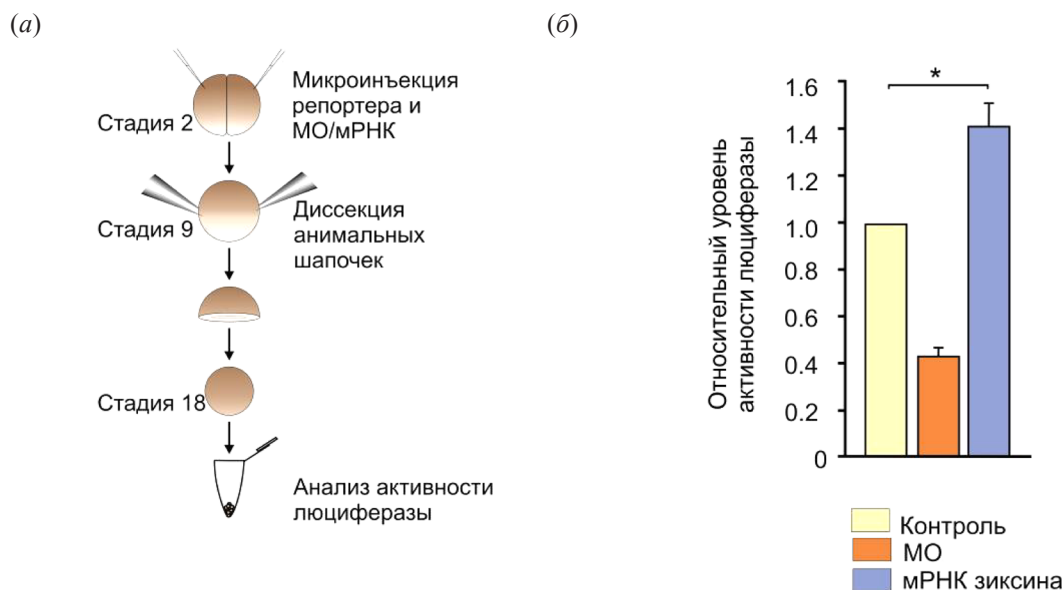 (а)
Стадия 2
Микроинъекция
репортера и
МО/мРНК
Стадия 9
Диссекция
анимальных
шапочек
Стадия 18
Анализ активности
люциферазы
(б)
Относительный уровень
активности люциферазы
1.6
1.4
1.2
1.0
0.8
0.6
0.4
0.2
0
*
Контроль
МО
мРНК зиксина